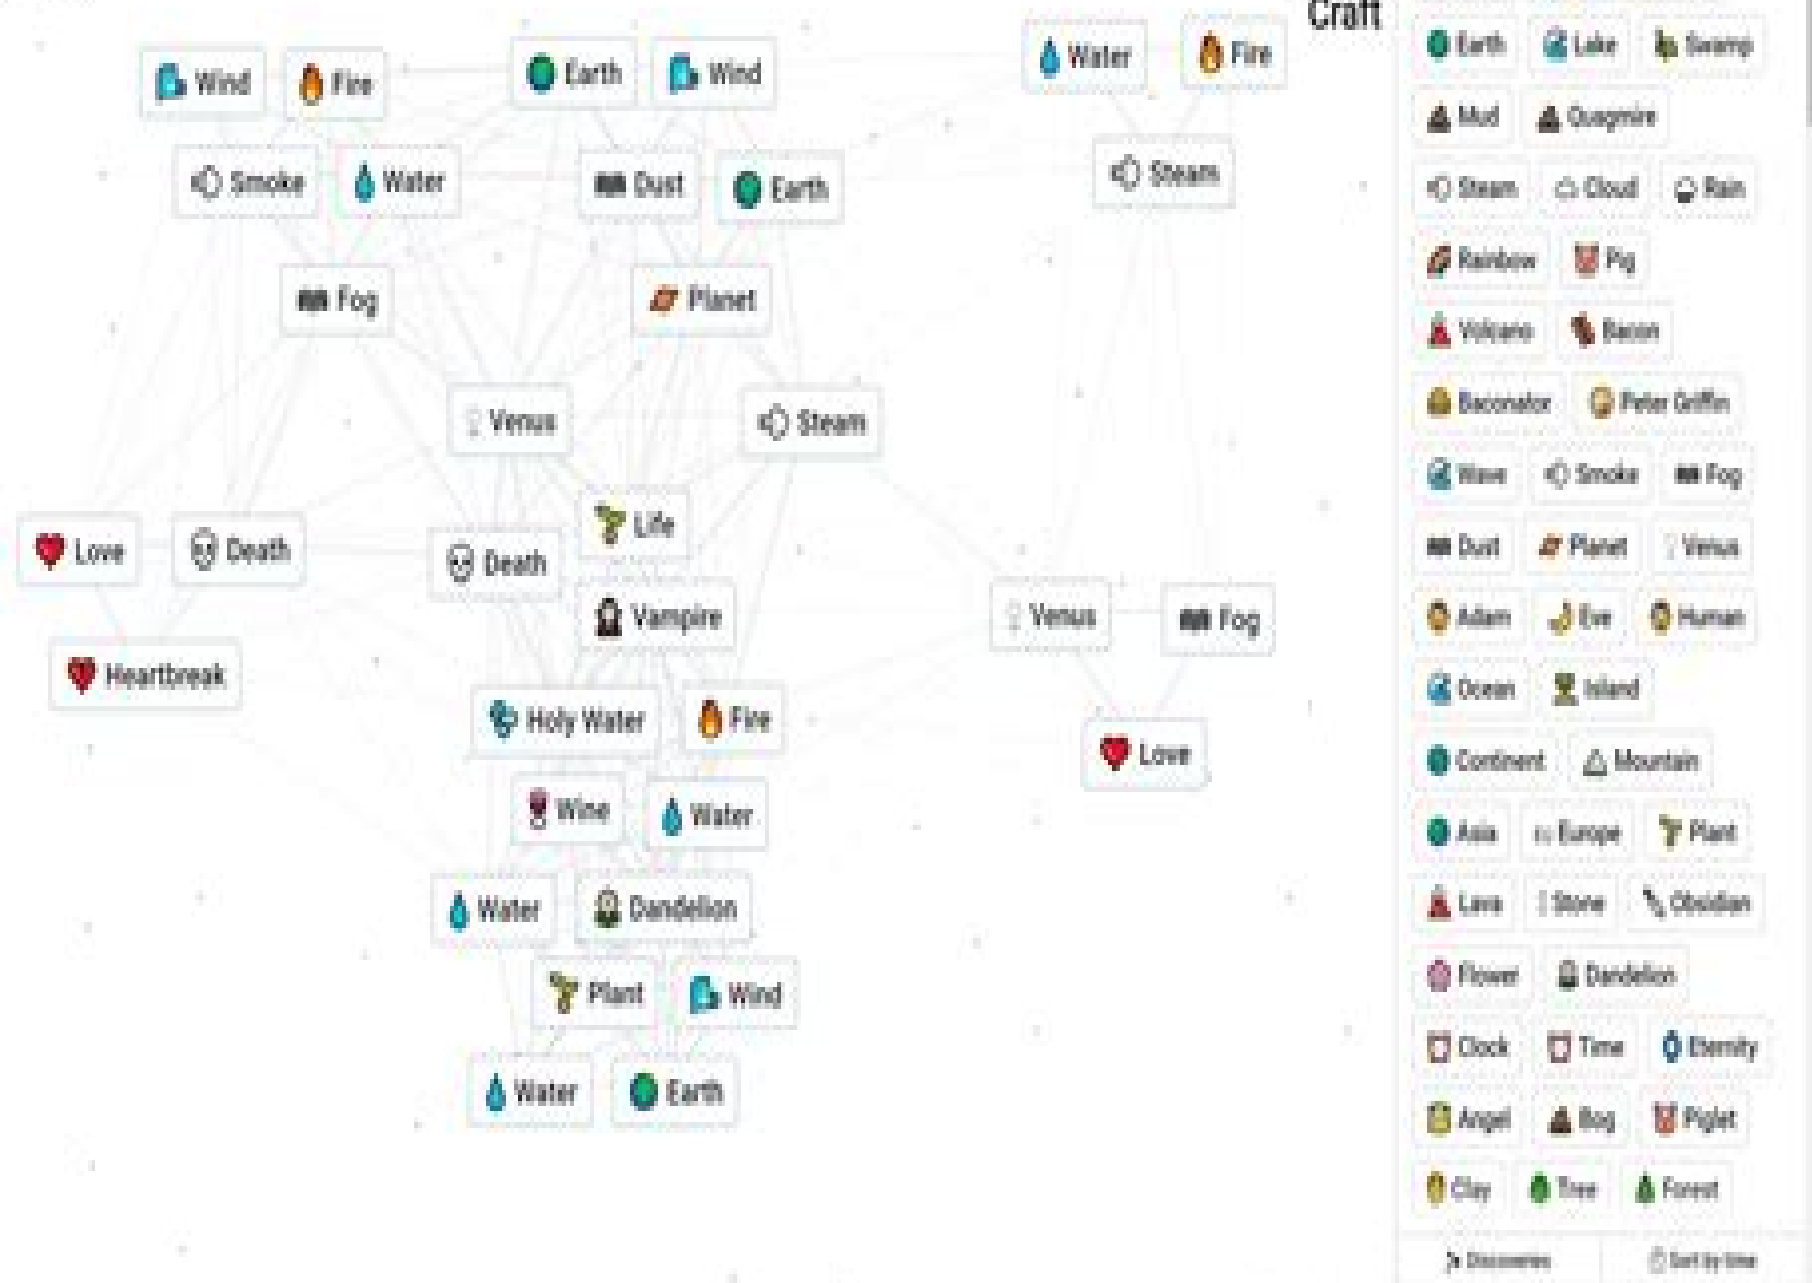 Craft
Wind Fire Earth Wind Water Fire
Smoke Water Dust Earth Steam
Fog Planet
Venus Steam
Life
Love Death Death
Vampire Venus Fog
Heartbreak
Holy Water Fire
Love
Wine Water
Water Dandelion
Plant Wind
Water Earth
Earth Lake Swamp
Mud Quagmire
Steam Cloud Rain
Rainbow Pig
Volcano Bacon
Baconator Peter Griffin
Wave Smoke Fog
Dust Planet Venus
Adam Eve Human
Ocean Island
Continent Mountain
Asia Europe Plant
Lava Stone Obsidian
Flower Dandelion
Clock Time Eternity
Angel Bog Piglet
Clay Tree Forest
Discoveries Sort by time